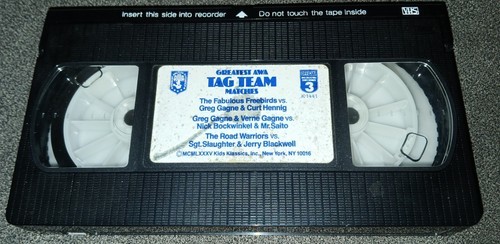 Insert this side into recorder
Do not touch the tape inside
VHS
GREATEST AWA
TAG TEAM
MATCHES
3
The Fabulous Freebirds vs.
Greg Gagne & Curt Hennig
Greg Gagne & Verne Gagne vs.
Nick Bockwinkel & Mr. Saito
The Road Warriors vs.
Sgt. Slaughter & Jerry Blackwell
©MCMLXXXV Kids Klassics, Inc., New York, NY 10016